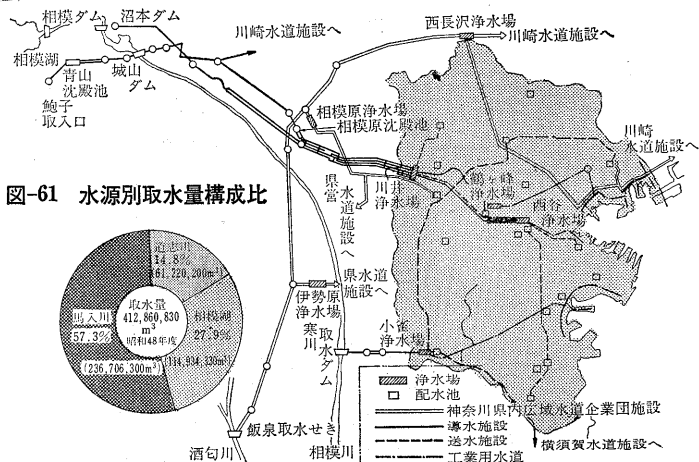 相模ダム
沼本ダム
相模湖
青山
沈殿池
城山
ダム
鮑子
取入口
川崎水道施設へ
西長沢浄水場
川崎水道施設へ
相模原浄水場
相模原沈殿池
川崎
水道施設へ
県営
水道施設へ
川井
浄水場
鶴ヶ峰
浄水場
西谷
浄水場
図-61 水源別取水量構成比
道志川
14.8%
(61,220,200m³)
取水量
412,860,830
m³
昭和48年度
相模湖
27.9%
(114,934,330m³)
馬入川
57.3%
(236,706,300m³)
伊勢原
浄水場
県水道
施設へ
寒川
取水ダム
小雀
浄水場
飯泉取水せき
酒匂川
相模川
浄水場
配水池
神奈川県内広域水道企業団施設
導水施設
送水施設
工業用水道
横須賀水道施設へ